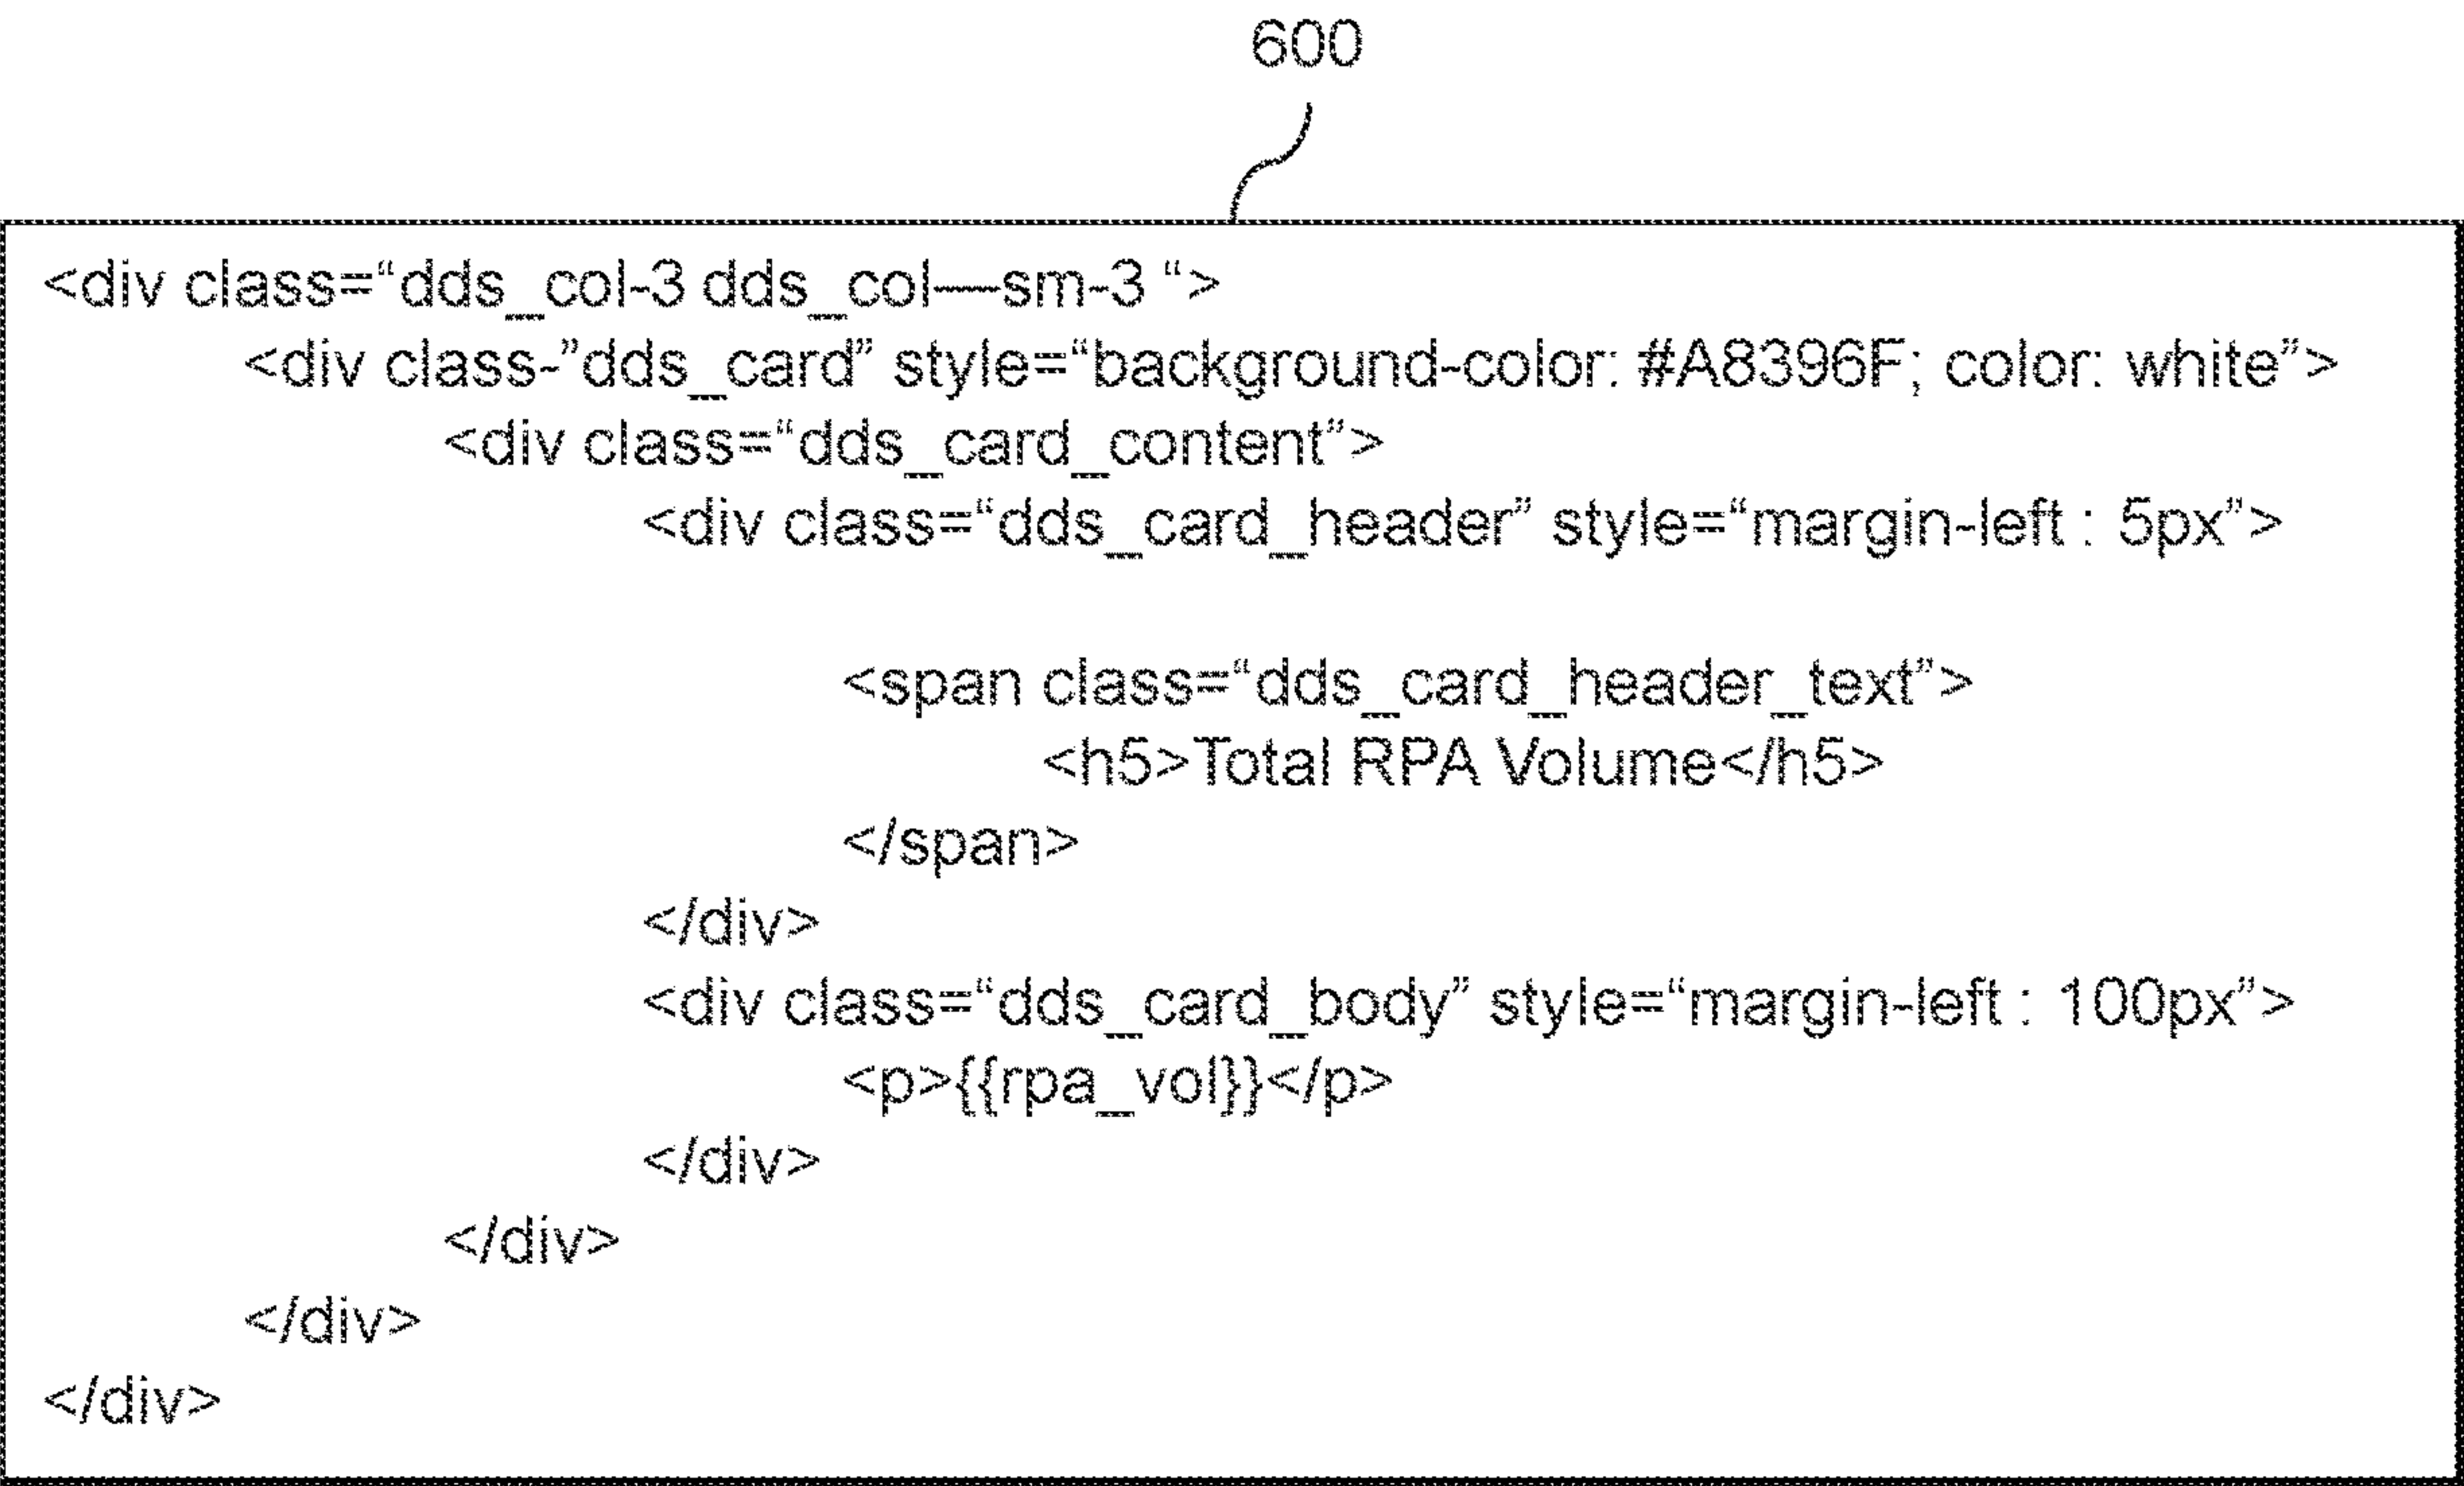 600
<div class=“dds_col-3 dds_col—sm-3 “>
<div class-”dds_card” style=“background-color: #A8396F; color: white”>
<div class=“dds_card_content”>
<div class=“dds_card_header” style=“margin-left : 5px”>
<span class=“dds_card_header_text”>
<h5>Total RPA Volume</h5>
</span>
</div>
<div class=“dds_card_body” style=“margin-left : 100px”>
<p>{{rpa_vol}}</p>
</div>
</div>
</div>
</div>